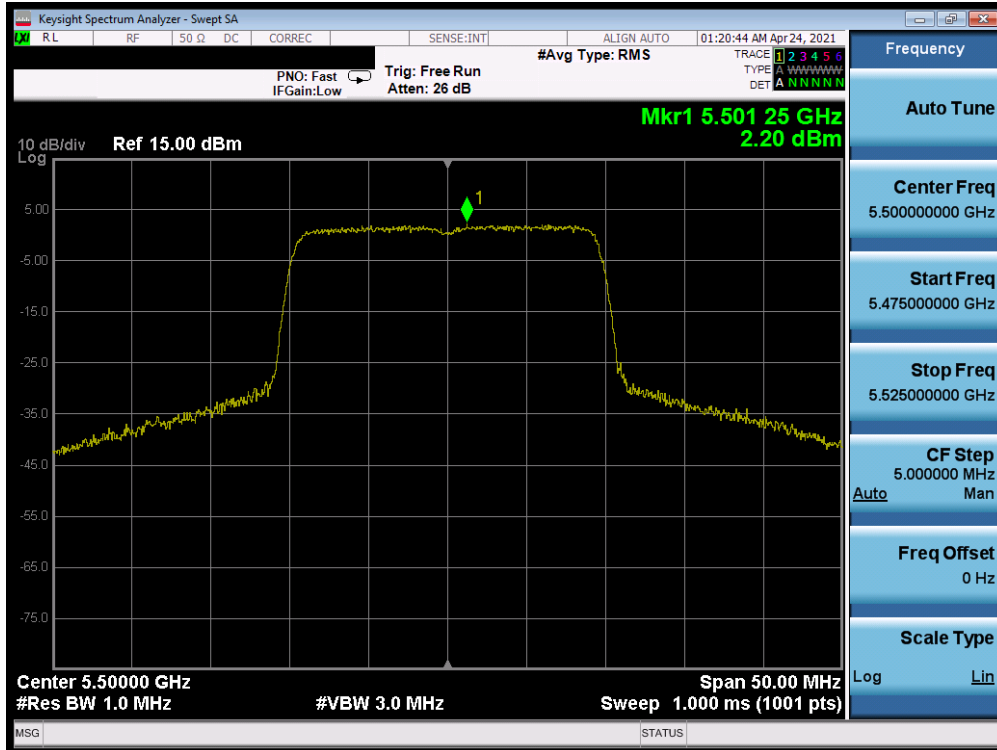 Keysight Spectrum Analyzer - Swept SA
LXI RL RF 50 Ω DC CORREC SENSE:INT ALIGN AUTO 01:20:44 AM Apr 24, 2021
#Avg Type: RMS
TRACE 1 2 3 4 5 6
TYPE A WWWWW
DET A N N N N N
PNO: Fast
IFGain:Low
Trig: Free Run
Atten: 26 dB
Mkr1 5.501 25 GHz
2.20 dBm
10 dB/div
Log
Ref 15.00 dBm
1
5.00
-5.00
-15.0
-25.0
-35.0
-45.0
-55.0
-65.0
-75.0
Center 5.50000 GHz
#Res BW 1.0 MHz
#VBW 3.0 MHz
Span 50.00 MHz
Sweep 1.000 ms (1001 pts)
MSG
STATUS
Frequency
Auto Tune
Center Freq
5.500000000 GHz
Start Freq
5.475000000 GHz
Stop Freq
5.525000000 GHz
CF Step
5.000000 MHz
Auto Man
Freq Offset
0 Hz
Scale Type
Log Lin